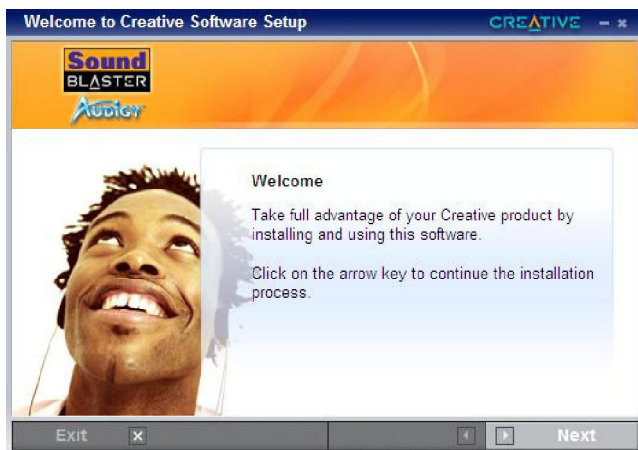 Welcome to Creative Software Setup
CREATIVE
Sound
BLASTER
Audigy
Welcome
Take full advantage of your Creative product by
installing and using this software.
Click on the arrow key to continue the installation
process.
Exit
Next